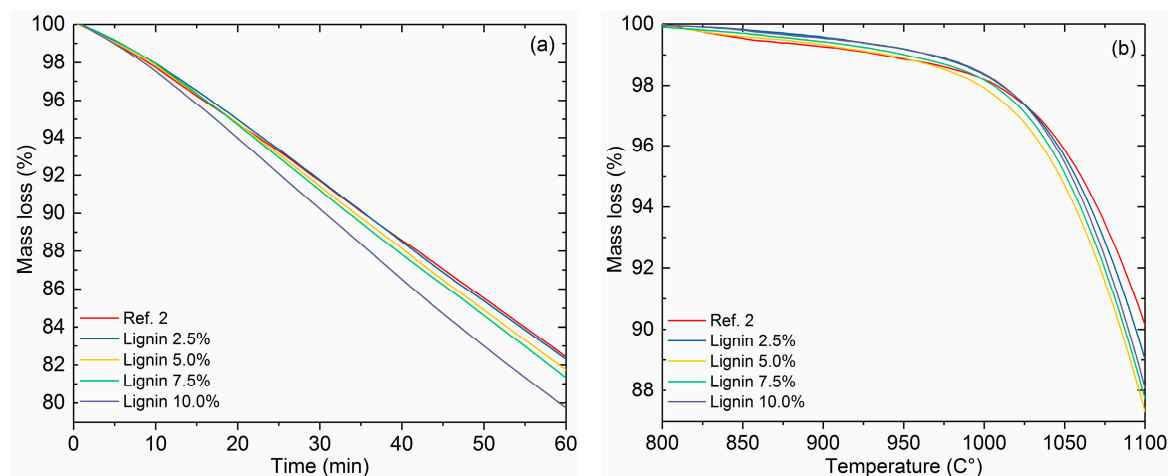 (a)
100
98
96
94
92
90
88
86
84
82
80
Mass loss (%)
Ref. 2
Lignin 2.5%
Lignin 5.0%
Lignin 7.5%
Lignin 10.0%
0 10 20 30 40 50 60
Time (min)
(b)
100
98
96
94
92
90
88
Mass loss (%)
Ref. 2
Lignin 2.5%
Lignin 5.0%
Lignin 7.5%
Lignin 10.0%
800 850 900 950 1000 1050 1100
Temperature (C°)